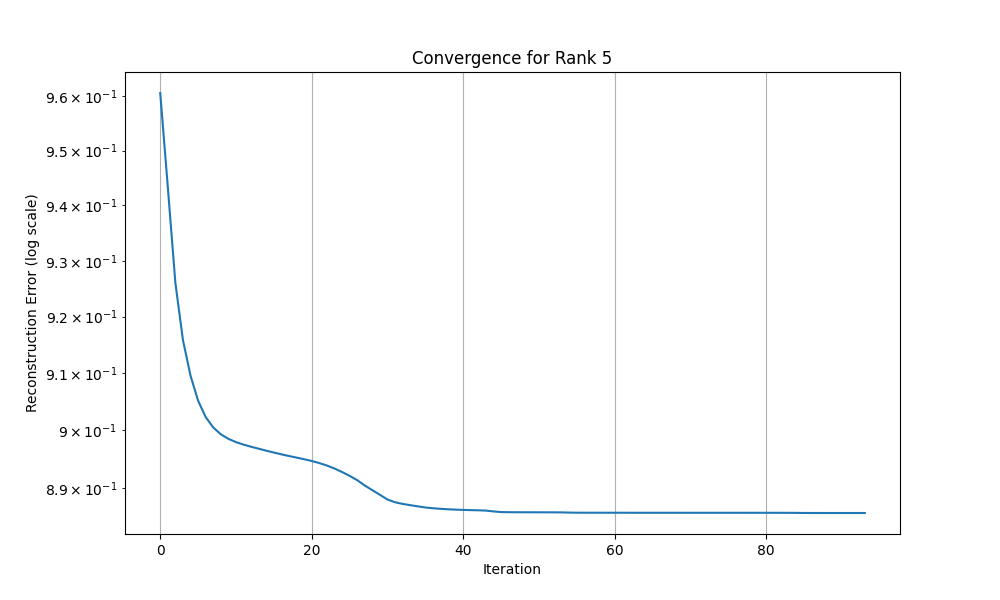 Convergence for Rank 5
Reconstruction Error (log scale)
9.6 × 10⁻¹
9.5 × 10⁻¹
9.4 × 10⁻¹
9.3 × 10⁻¹
9.2 × 10⁻¹
9.1 × 10⁻¹
9 × 10⁻¹
8.9 × 10⁻¹
0 20 40 60 80
Iteration